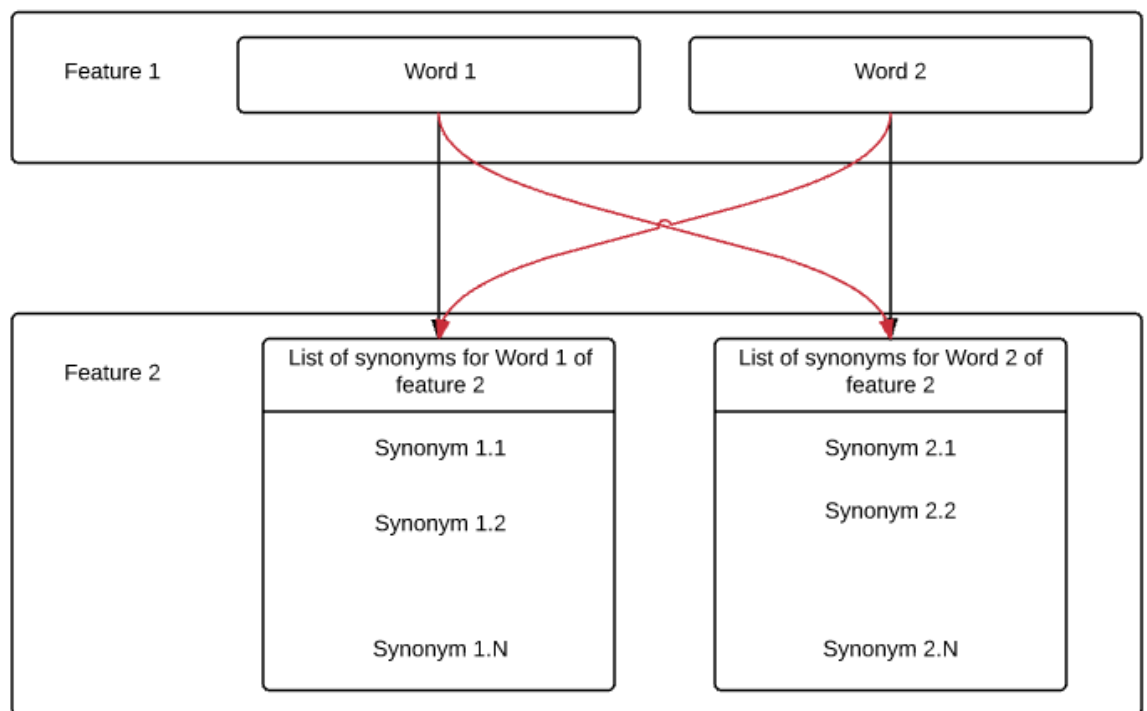 Feature 1
Word 1
Word 2
Feature 2
List of synonyms for Word 1 of
feature 2
Synonym 1.1
Synonym 1.2
Synonym 1.N
List of synonyms for Word 2 of
feature 2
Synonym 2.1
Synonym 2.2
Synonym 2.N